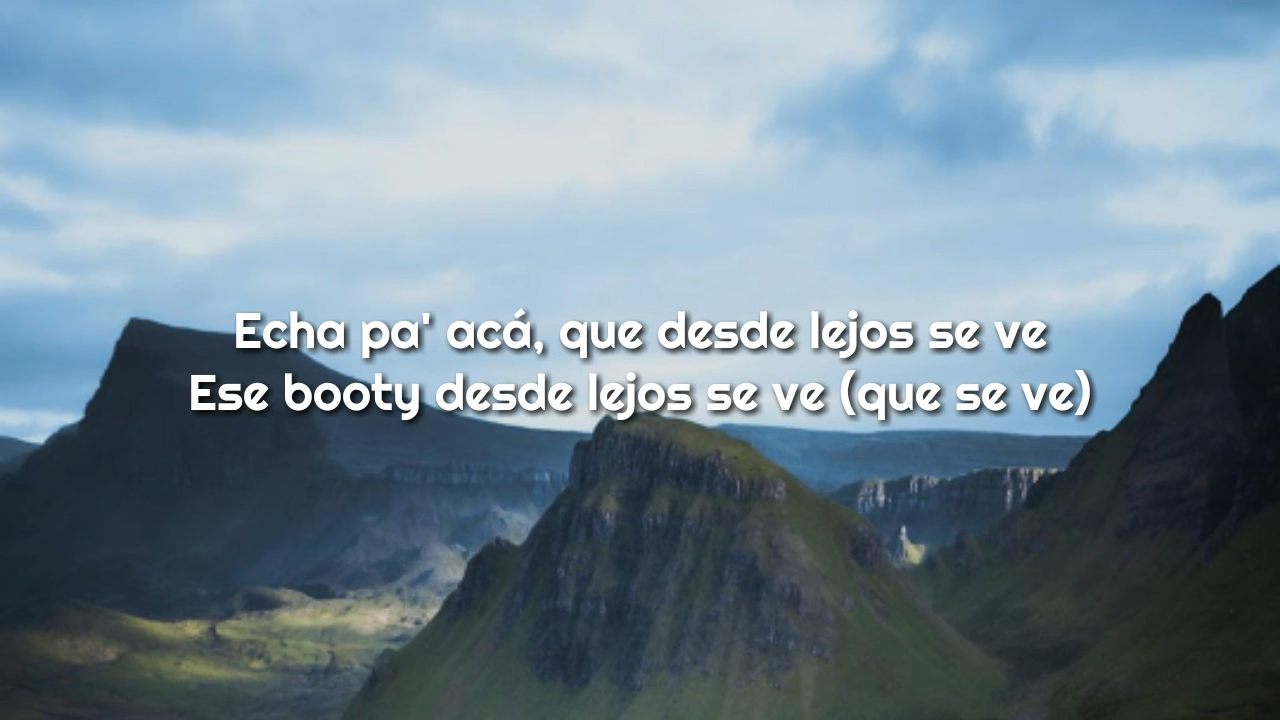 Echa pa' acá, que desde lejos se ve
Ese booty desde lejos se ve (que se ve)